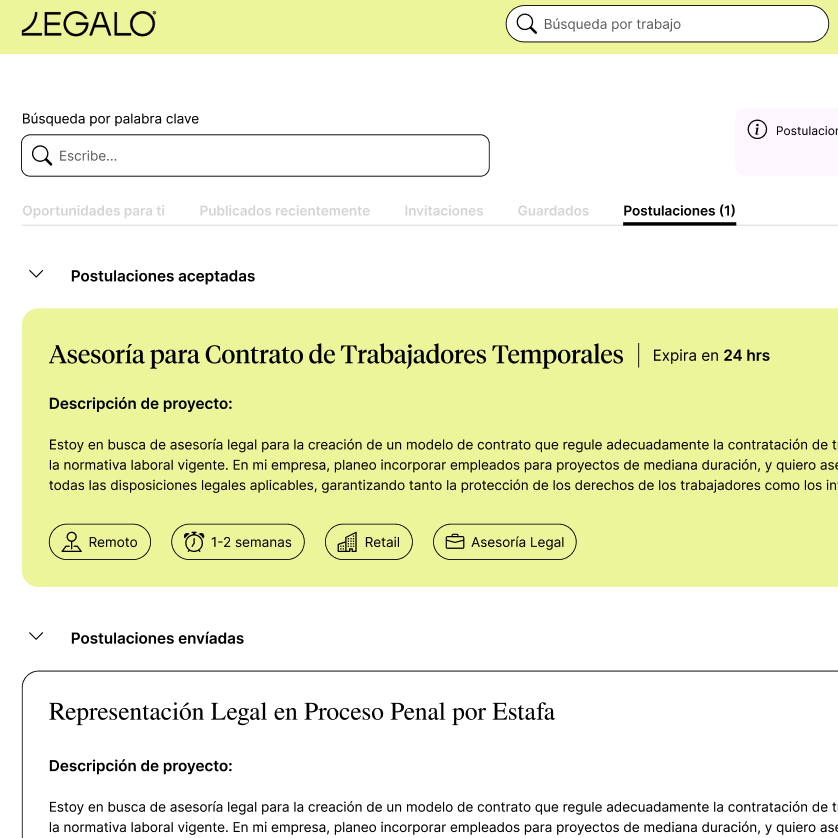 LEGALO
Búsqueda por trabajo
Búsqueda por palabra clave
Escribe...
Oportunidades para ti
Publicados recientemente
Invitaciones
Guardados
Postulaciones (1)
Postulaciones aceptadas
Asesoría para Contrato de Trabajadores Temporales
Expira en 24 hrs
Descripción de proyecto:
Estoy en busca de asesoría legal para la creación de un modelo de contrato que regule adecuadamente la contratación de
la normativa laboral vigente. En mi empresa, planeo incorporar empleados para proyectos de mediana duración, y quiero
todas las disposiciones legales aplicables, garantizando tanto la protección de los derechos de los trabajadores como los
Remoto
1-2 semanas
Retail
Asesoría Legal
Postulaciones envíadas
Representación Legal en Proceso Penal por Estafa
Descripción de proyecto:
Estoy en busca de asesoría legal para la creación de un modelo de contrato que regule adecuadamente la contratación de
la normativa laboral vigente. En mi empresa, planeo incorporar empleados para proyectos de mediana duración, y quiero